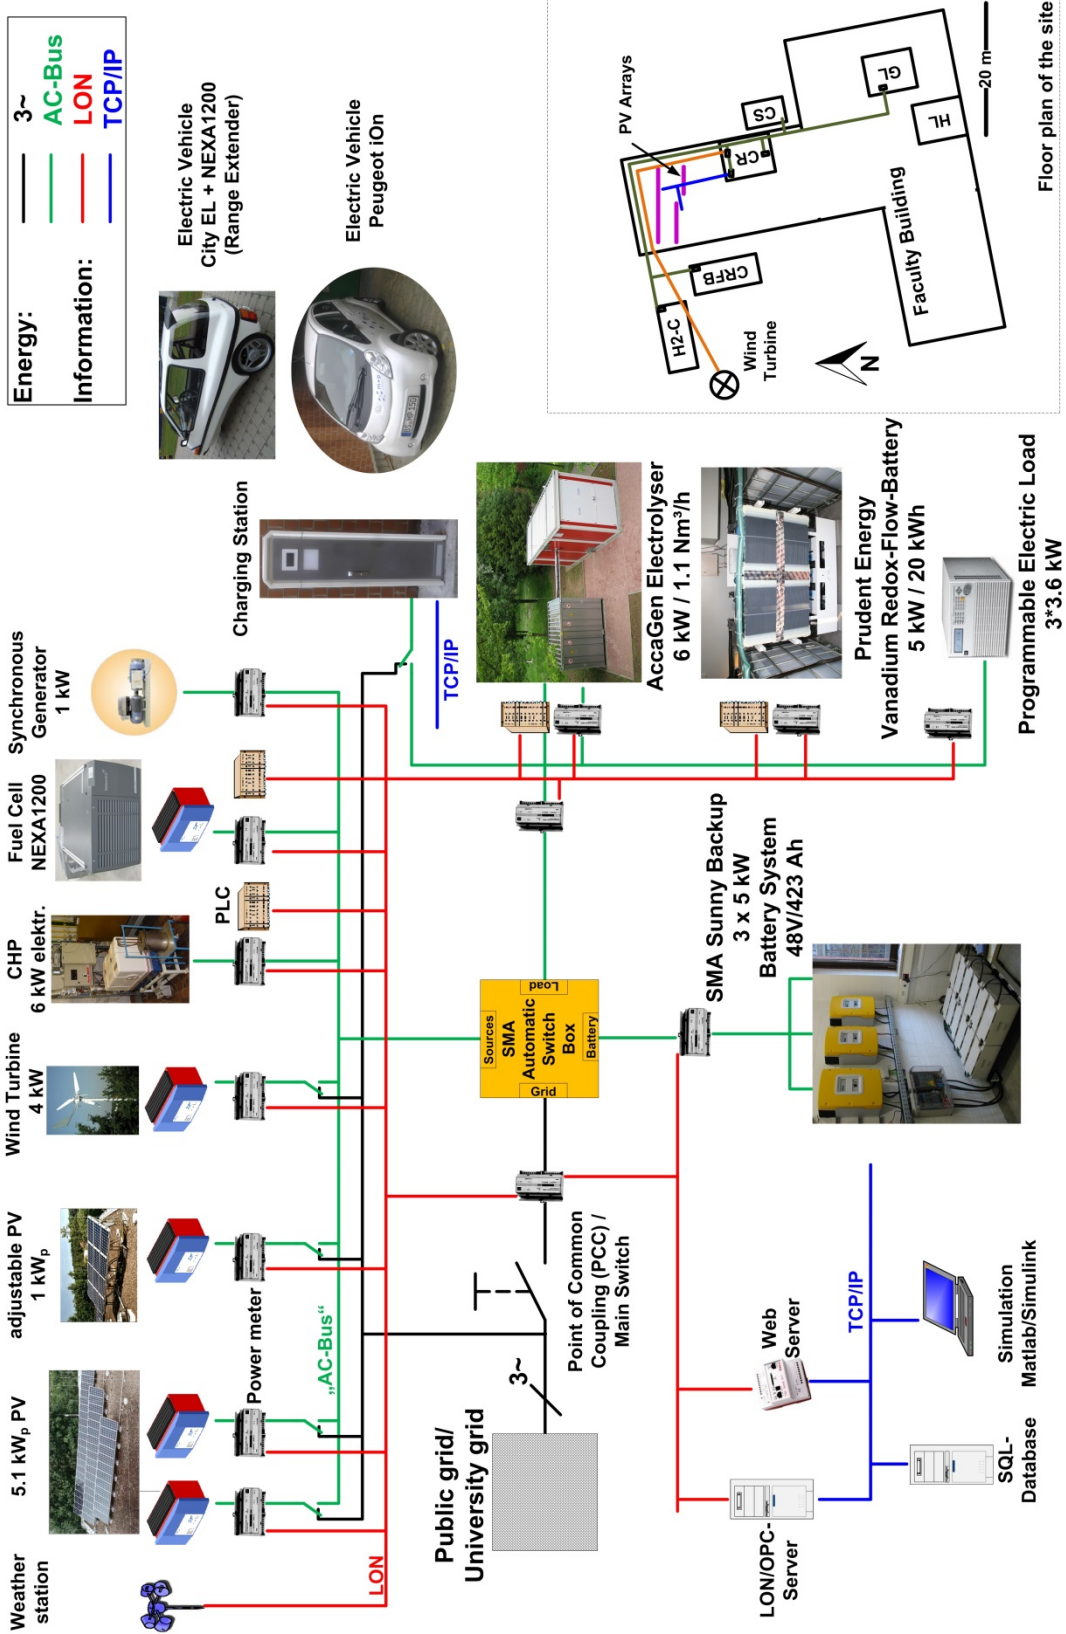 Weather
station
5.1 kWp PV
adjustable PV
1 kWp
Wind Turbine
4 kW
CHP
6 kW elektr.
Fuel Cell
NEXA1200
Synchronous
Generator
1 kW
Energy:
3~
AC-Bus
Information:
LON
TCP/IP
Electric Vehicle
City EL + NEXA1200
(Range Extender)
Electric Vehicle
Peugeot iOn
Charging Station
TCP/IP
PLC
Power meter
„AC-Bus“
LON
Public grid/
University grid
3~
Point of Common
Coupling (PCC) /
Main Switch
Sources
SMA
Automatic
Switch
Box
Grid
Load
Battery
AccaGen Electrolyser
6 kW / 1.1 Nm³/h
Prudent Energy
Vanadium Redox-Flow-Battery
5 kW / 20 kWh
Programmable Electric Load
3*3.6 kW
SMA Sunny Backup
3 x 5 kW
Battery System
48V/423 Ah
LON/OPC-
Server
Web
Server
TCP/IP
SQL-
Database
Simulation
Matlab/Simulink
PV Arrays
CS
CR
GL
HL
CRFB
H2-C
Wind
Turbine
Faculty Building
N
20 m
Floor plan of the site